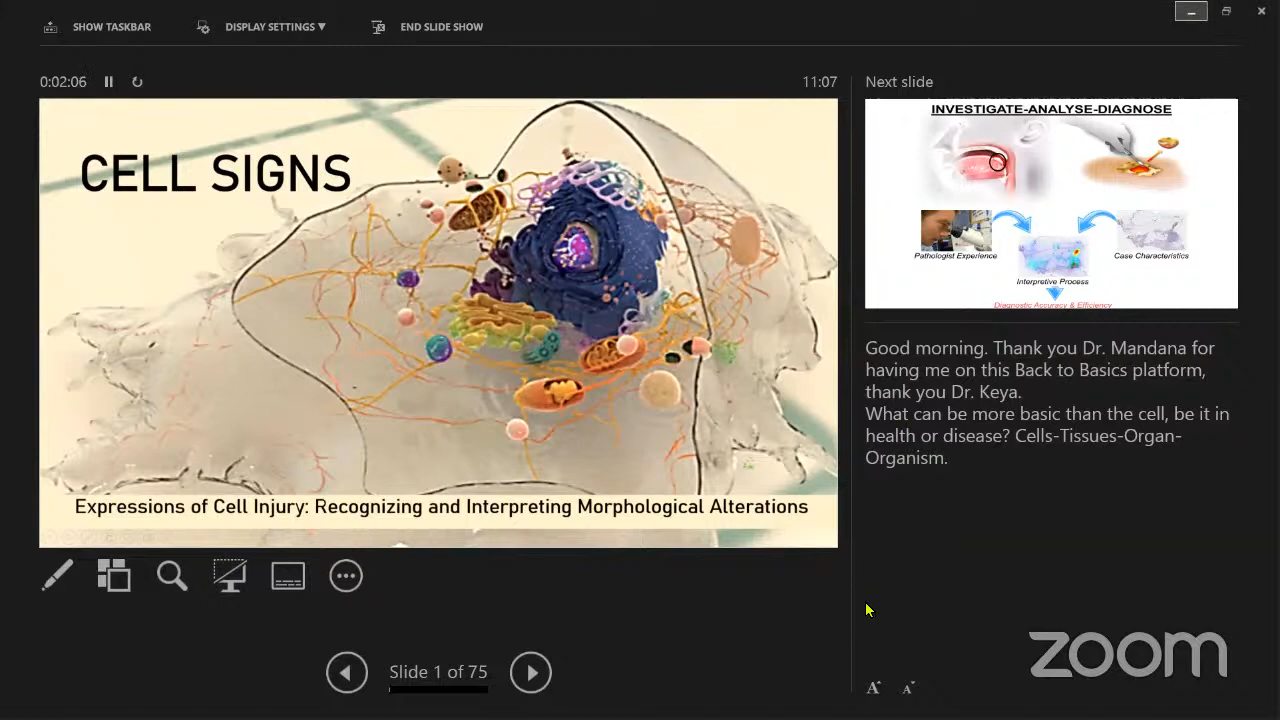 SHOW TASKBAR
DISPLAY SETTINGS ▼
END SLIDE SHOW
0:02:06
11:07
Next slide
CELL SIGNS
Expressions of Cell Injury: Recognizing and Interpreting Morphological Alterations
INVESTIGATE-ANALYSE-DIAGNOSE
Pathologist Experience
Case Characteristics
Interpretive Process
Diagnostic Accuracy & Efficiency
Good morning. Thank you Dr. Mandana for
having me on this Back to Basics platform,
thank you Dr. Keya.
What can be more basic than the cell, be it in
health or disease? Cells-Tissues-Organ-
Organism.
Slide 1 of 75
A A
zoom